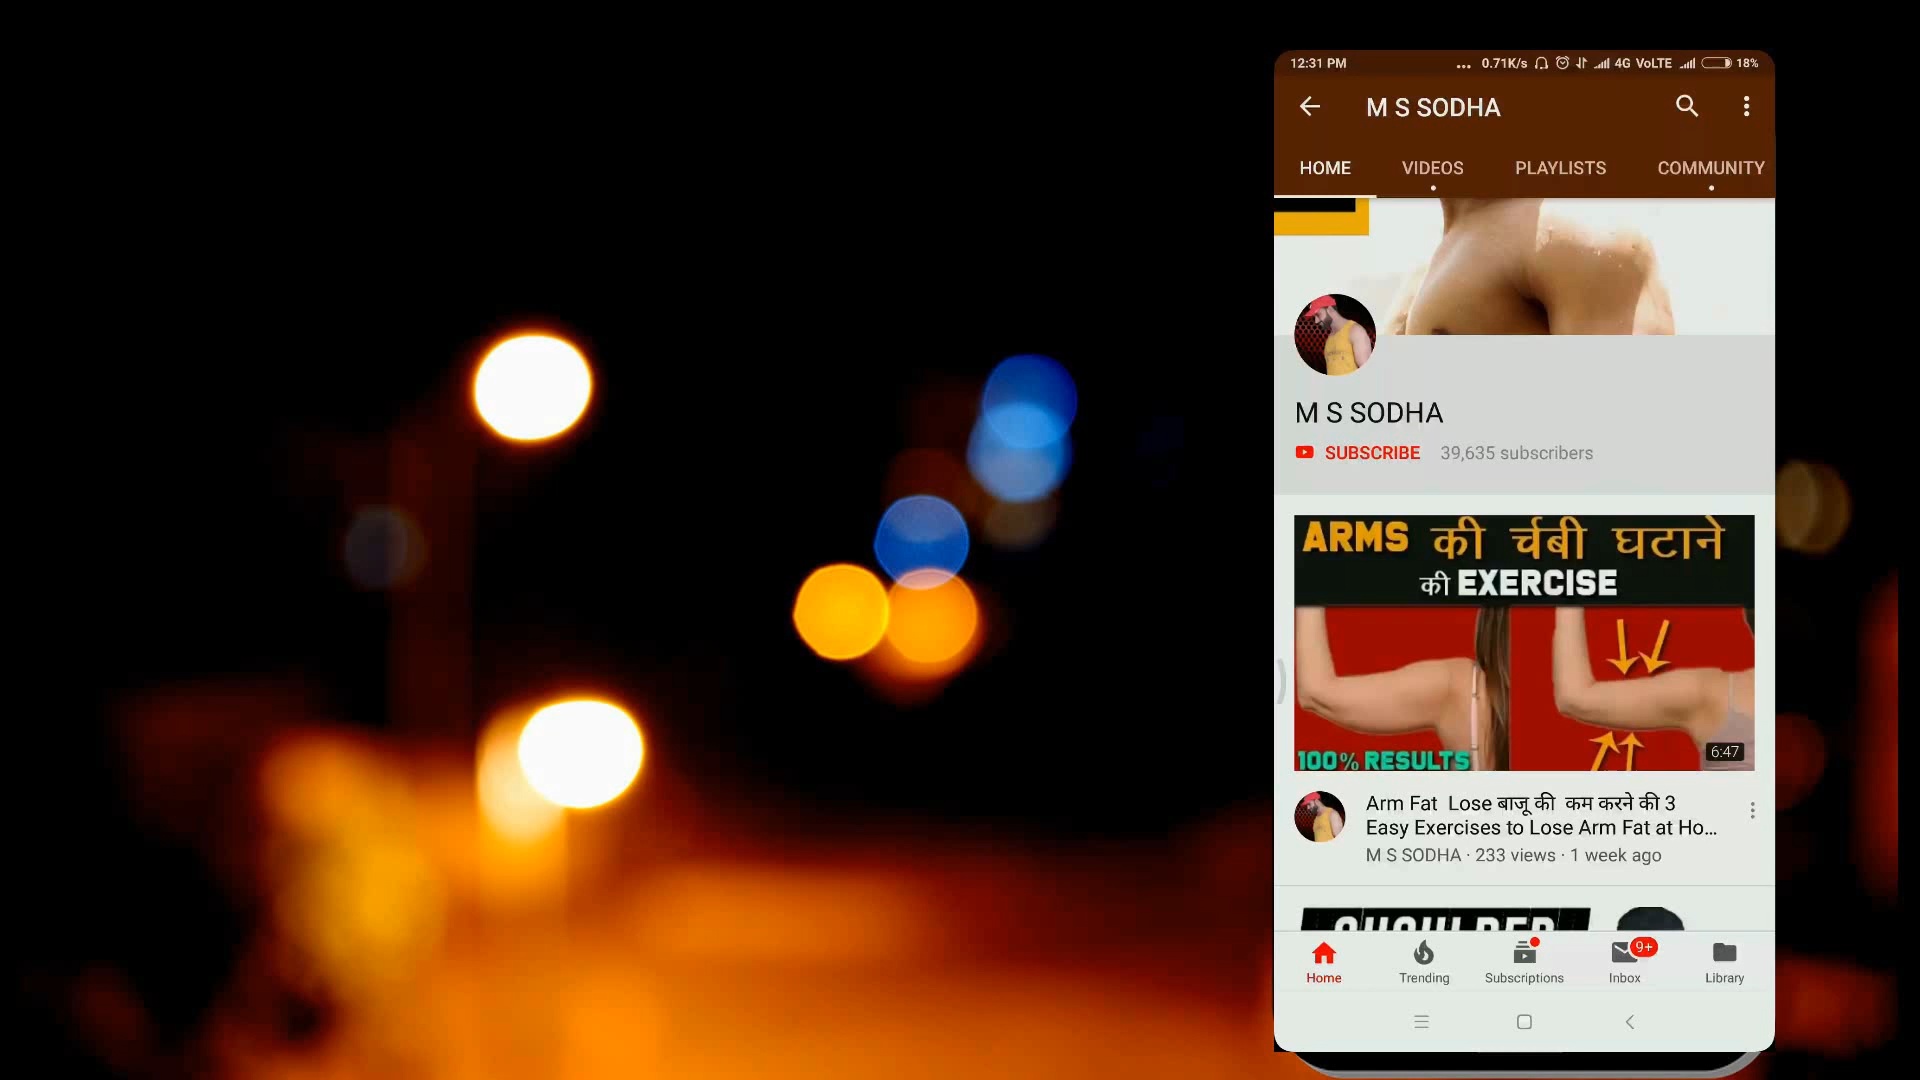 12:31 PM ... 0.71K/s 4G VoLTE 18%
M S SODHA
HOME VIDEOS PLAYLISTS COMMUNITY
M S SODHA
SUBSCRIBE 39,635 subscribers
ARMS की र्चबी घटाने
की EXERCISE
100% RESULTS
6:47
Arm Fat Lose बाजू की कम करने की 3
Easy Exercises to Lose Arm Fat at Ho...
M S SODHA · 233 views · 1 week ago
9+
Home Trending Subscriptions Inbox Library